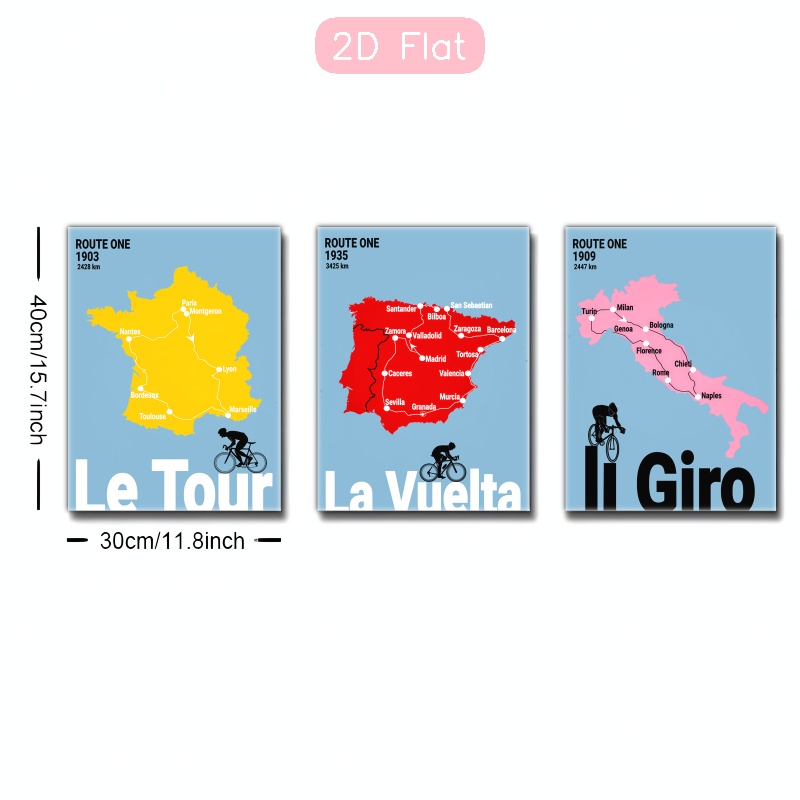 2D Flat
40cm/15.7inch
30cm/11.8inch
ROUTE ONE
1903
2428 km
Paris
Montgeron
Nantes
Lyon
Bordeaux
Toulouse
Marseille
Le Tour
ROUTE ONE
1935
3425 km
Santander
San Sebastian
Bilboa
Zamora
Valladolid
Zaragoza
Barcelona
Tortosa
Madrid
Caceres
Valencia
Sevilla
Granada
Murcia
La Vuelta
ROUTE ONE
1909
2447 km
Turin
Milan
Genoa
Bologna
Florence
Chieti
Rome
Naples
Il Giro